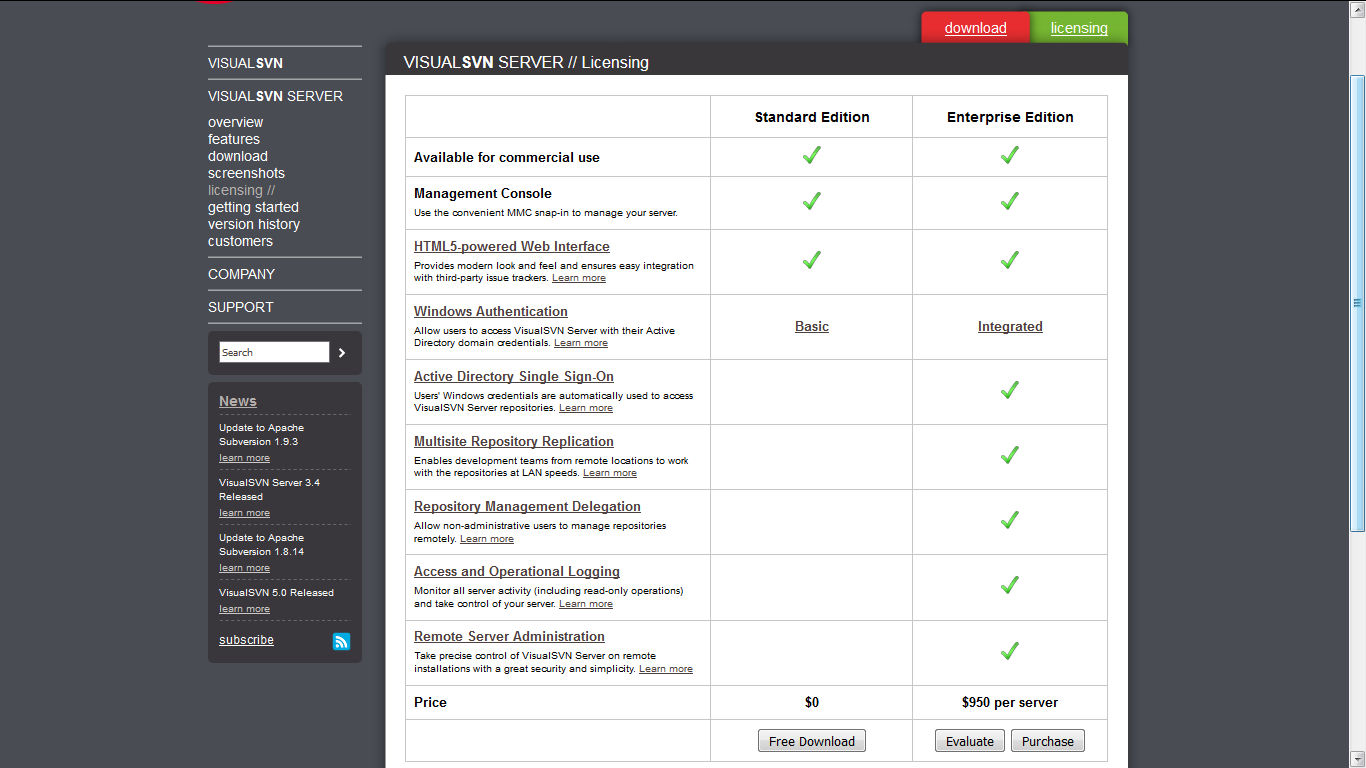 download
licensing
VISUALSVN
VISUALSVN SERVER
overview
features
download
screenshots
licensing //
getting started
version history
customers
COMPANY
SUPPORT
Search
News
Update to Apache
Subversion 1.9.3
learn more
VisualSVN Server 3.4
Released
learn more
Update to Apache
Subversion 1.8.14
learn more
VisualSVN 5.0 Released
learn more
subscribe
VISUALSVN SERVER // Licensing
Standard Edition
Enterprise Edition
Available for commercial use
Management Console
Use the convenient MMC snap-in to manage your server.
HTML5-powered Web Interface
Provides modern look and feel and ensures easy integration
with third-party issue trackers. Learn more
Windows Authentication
Allow users to access VisualSVN Server with their Active
Directory domain credentials. Learn more
Basic
Integrated
Active Directory Single Sign-On
Users' Windows credentials are automatically used to access
VisualSVN Server repositories. Learn more
Multisite Repository Replication
Enables development teams from remote locations to work
with the repositories at LAN speeds. Learn more
Repository Management Delegation
Allow non-administrative users to manage repositories
remotely. Learn more
Access and Operational Logging
Monitor all server activity (including read-only operations)
and take control of your server. Learn more
Remote Server Administration
Take precise control of VisualSVN Server on remote
installations with a great security and simplicity. Learn more
Price
$0
$950 per server
Free Download
Evaluate
Purchase